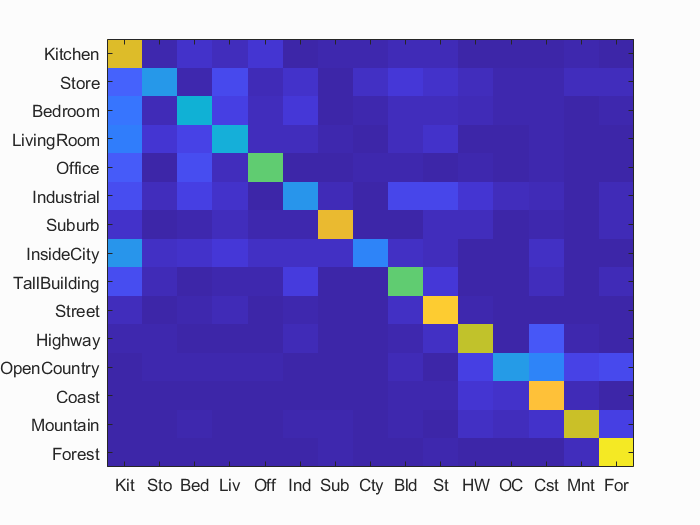 Kitchen
Store
Bedroom
LivingRoom
Office
Industrial
Suburb
InsideCity
TallBuilding
Street
Highway
OpenCountry
Coast
Mountain
Forest
Kit Sto Bed Liv Off Ind Sub Cty Bld St HW OC Cst Mnt For